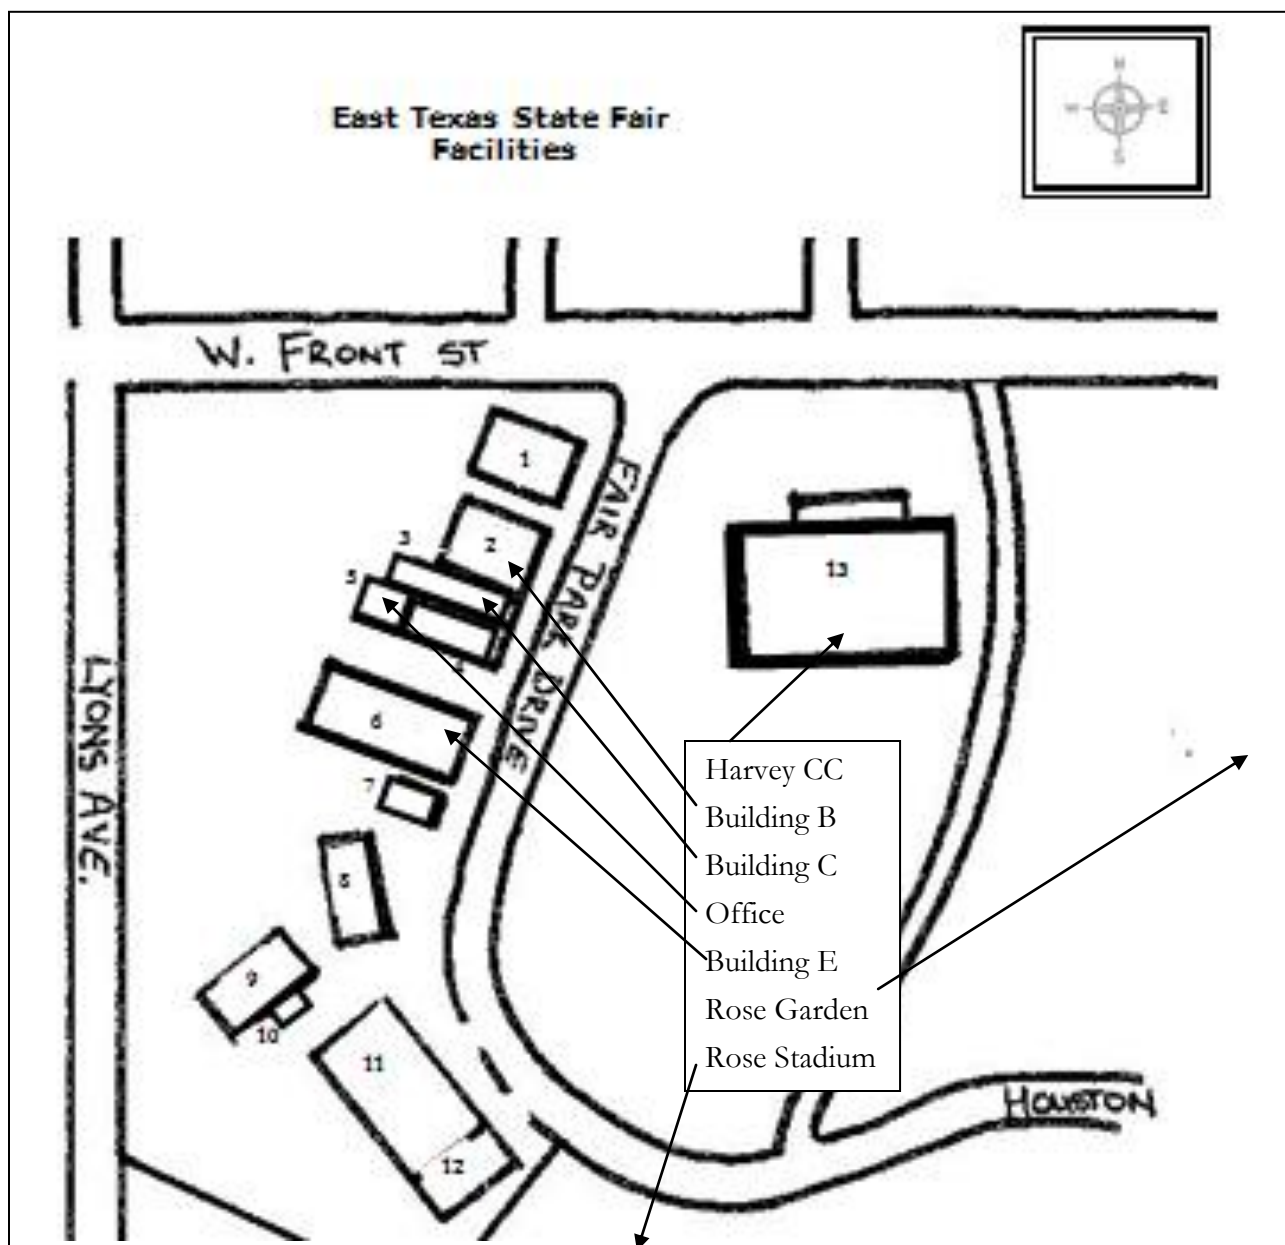 East Texas State Fair
Facilities
N
W E
S
W. FRONT ST
1
2
3
5
6
7
8
9
10
11
12
13
FAIR PARK DRIVE
LYONS AVE.
HOUSTON
Harvey CC
Building B
Building C
Office
Building E
Rose Garden
Rose Stadium